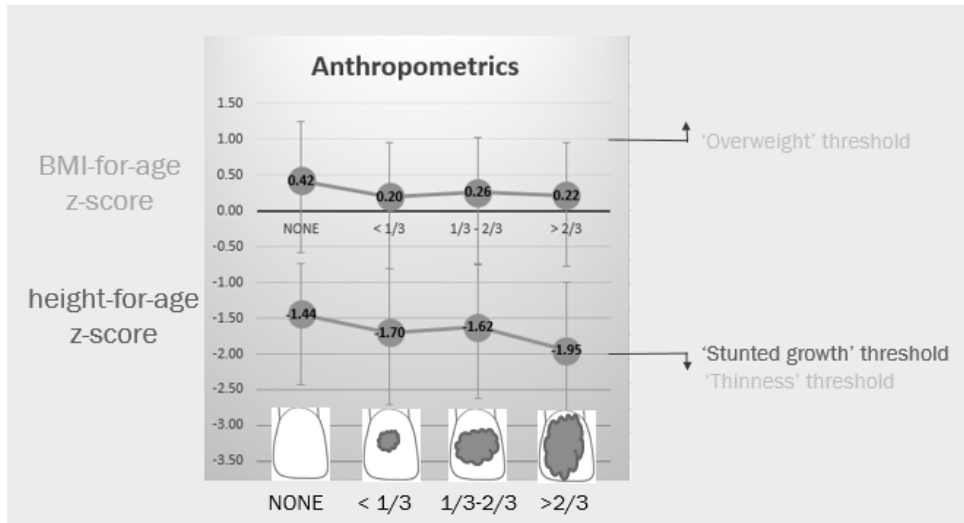 Anthropometrics
1.50
1.00
0.50
0.00
-0.50
-1.00
-1.50
-2.00
-2.50
-3.00
-3.50
BMI-for-age
z-score
height-for-age
z-score
0.42
0.20
0.26
0.22
NONE
< 1/3
1/3 - 2/3
> 2/3
-1.44
-1.70
-1.62
-1.95
'Overweight' threshold
'Stunted growth' threshold
'Thinness' threshold
NONE
< 1/3
1/3-2/3
>2/3